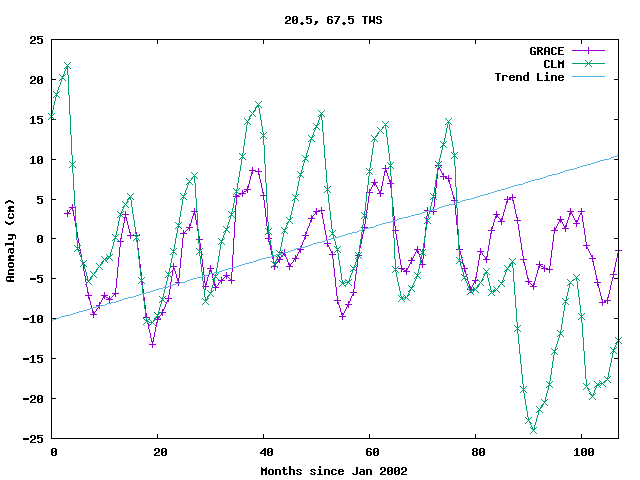 20.5, 67.5 TWS
GRACE
CLM
Trend Line
Anomaly (cm)
25
20
15
10
5
0
-5
-10
-15
-20
-25
0 20 40 60 80 100
Months since Jan 2002